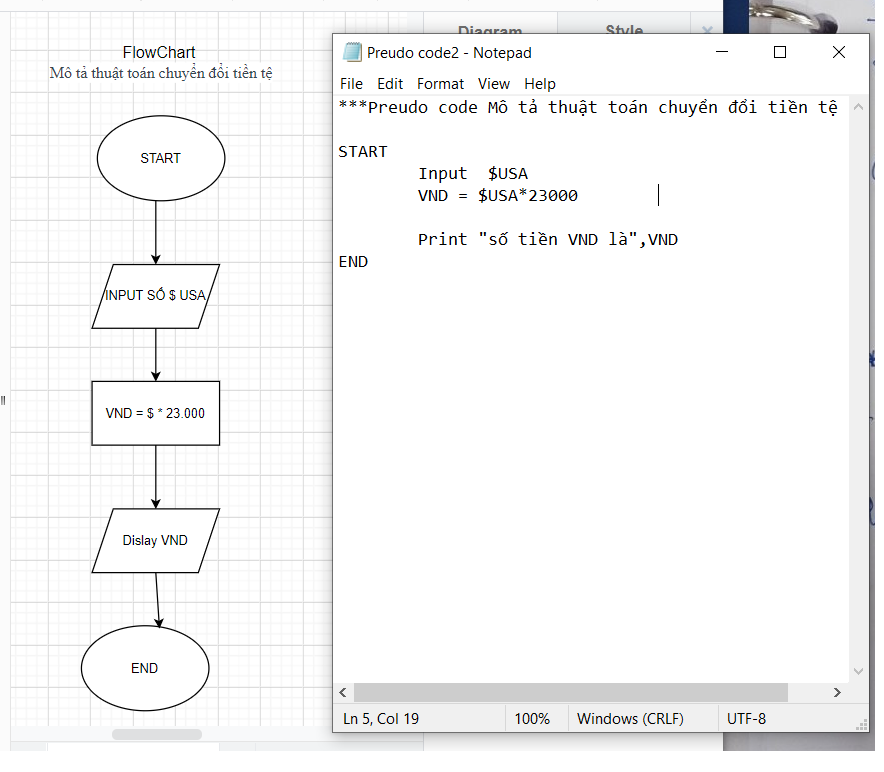 Diagram
Style
FlowChart
Mô tả thuật toán chuyển đổi tiền tệ
START
INPUT SỐ $ USA
VND = $ * 23.000
Dislay VND
END
Preudo code2 - Notepad
File Edit Format View Help
***Preudo code Mô tả thuật toán chuyển đổi tiền tệ
START
Input $USA
VND = $USA*23000
Print "số tiền VND là",VND
END
Ln 5, Col 19 100% Windows (CRLF) UTF-8